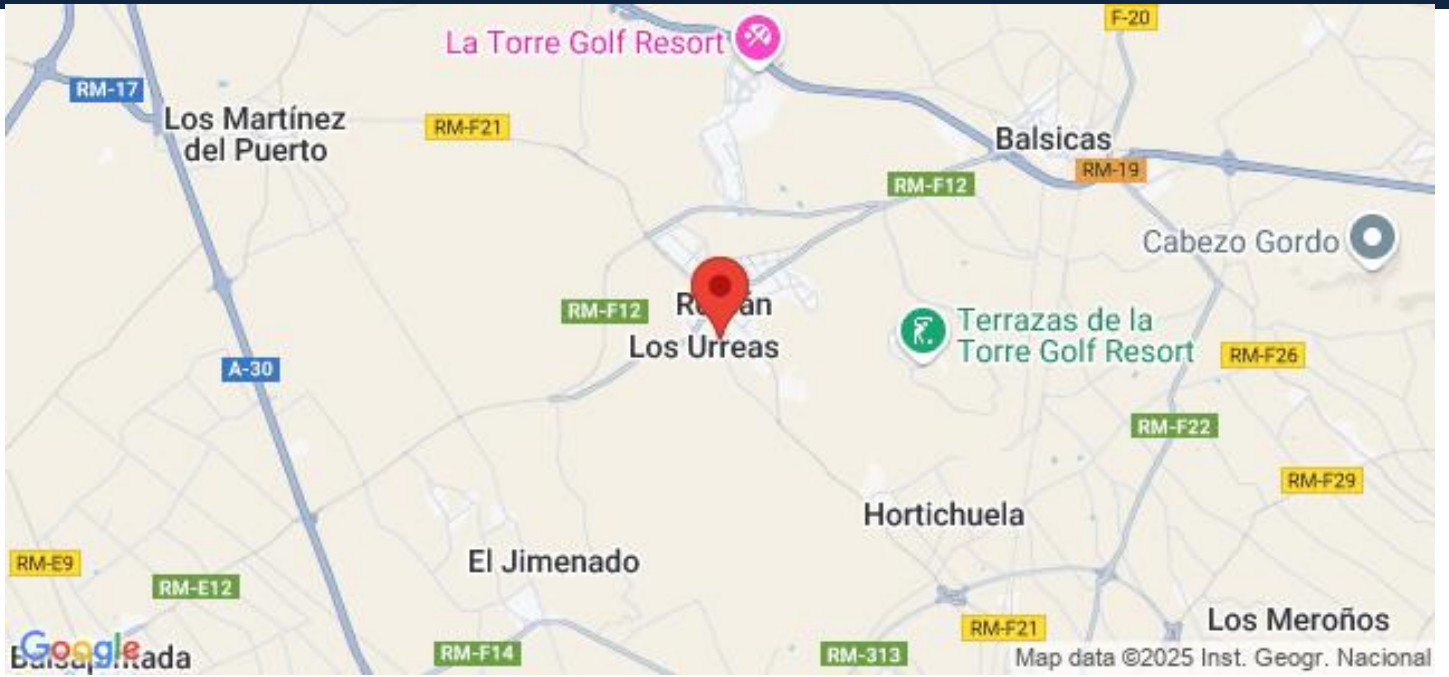 F-20
La Torre Golf Resort
RM-17
Los Martínez
del Puerto
RM-F21
Balsicas
RM-19
RM-F12
Cabezo Gordo
RM-F12
Los Urreas
Terrazas de la
Torre Golf Resort
RM-F26
A-30
RM-F22
RM-F29
Hortichuela
RM-E9
El Jimenado
RM-E12
RM-F21
Los Meroños
Google
RM-F14
RM-313
Map data ©2025 Inst. Geogr. Nacional